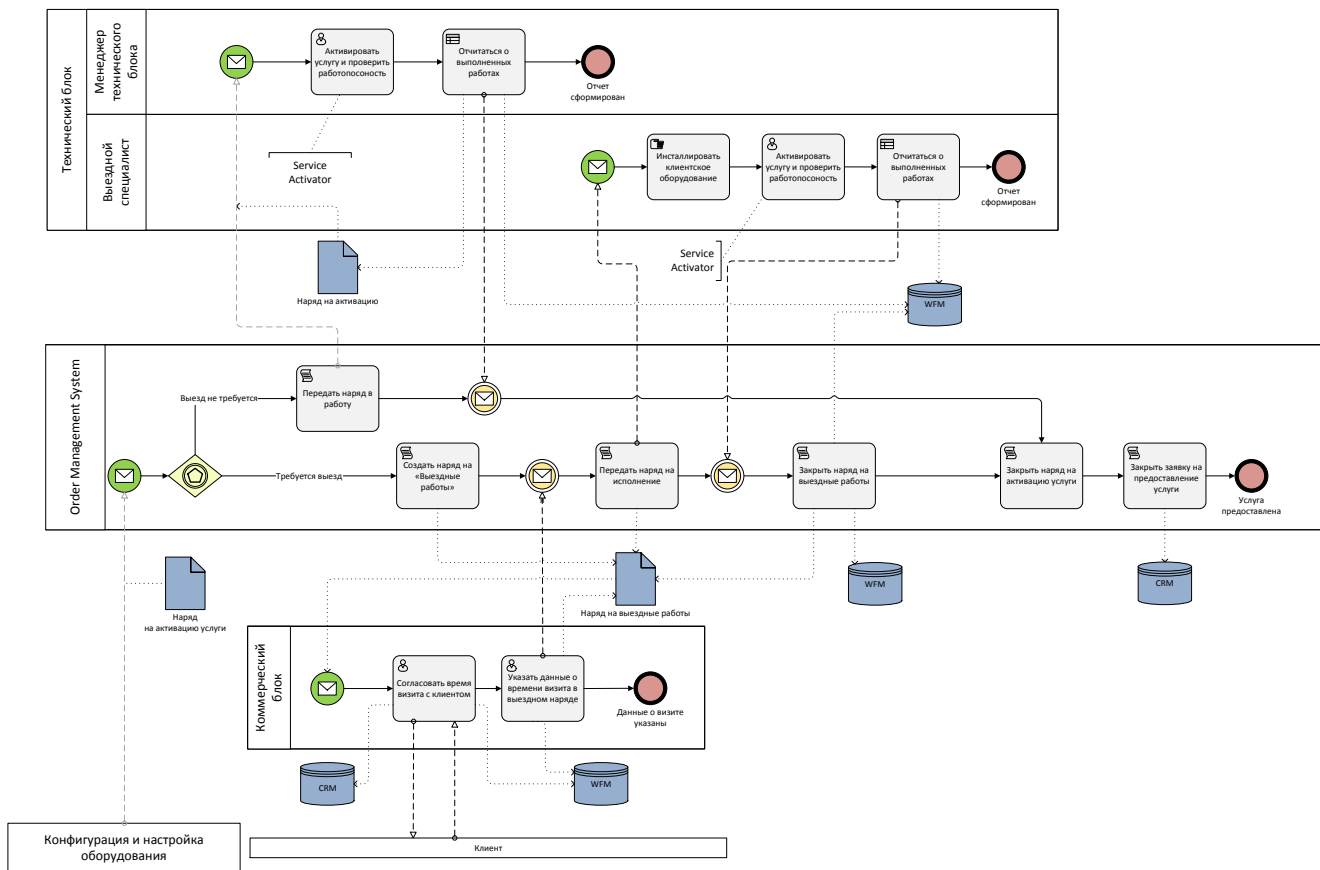 Технический блок
Менеджер
технического
блока
Активировать
услугу и проверить
работопосоность
Отчитаться о
выполненных
работах
Отчет
сформирован
Service
Activator
Выездной
специалист
Инсталлировать
клиентское
оборудование
Активировать
услугу и проверить
работопосоность
Отчитаться о
выполненных
работах
Отчет
сформирован
Service
Activator
Наряд на активацию
WFM
Order Management System
Выезд не требуется
Передать наряд в
работу
Требуется выезд
Создать наряд на
«Выездные
работы»
Передать наряд на
исполнение
Закрыть наряд на
выездные работы
Закрыть наряд на
активацию услуги
Закрыть заявку на
предоставление
услуги
Услуга
предоставлена
Наряд
на активацию услуги
Наряд на выездные работы
WFM
CRM
Коммерческий
блок
Согласовать время
визита с клиентом
Указать данные о
времени визита в
выездном наряде
Данные о визите
указаны
CRM
WFM
Конфигурация и настройка
оборудования
Клиент